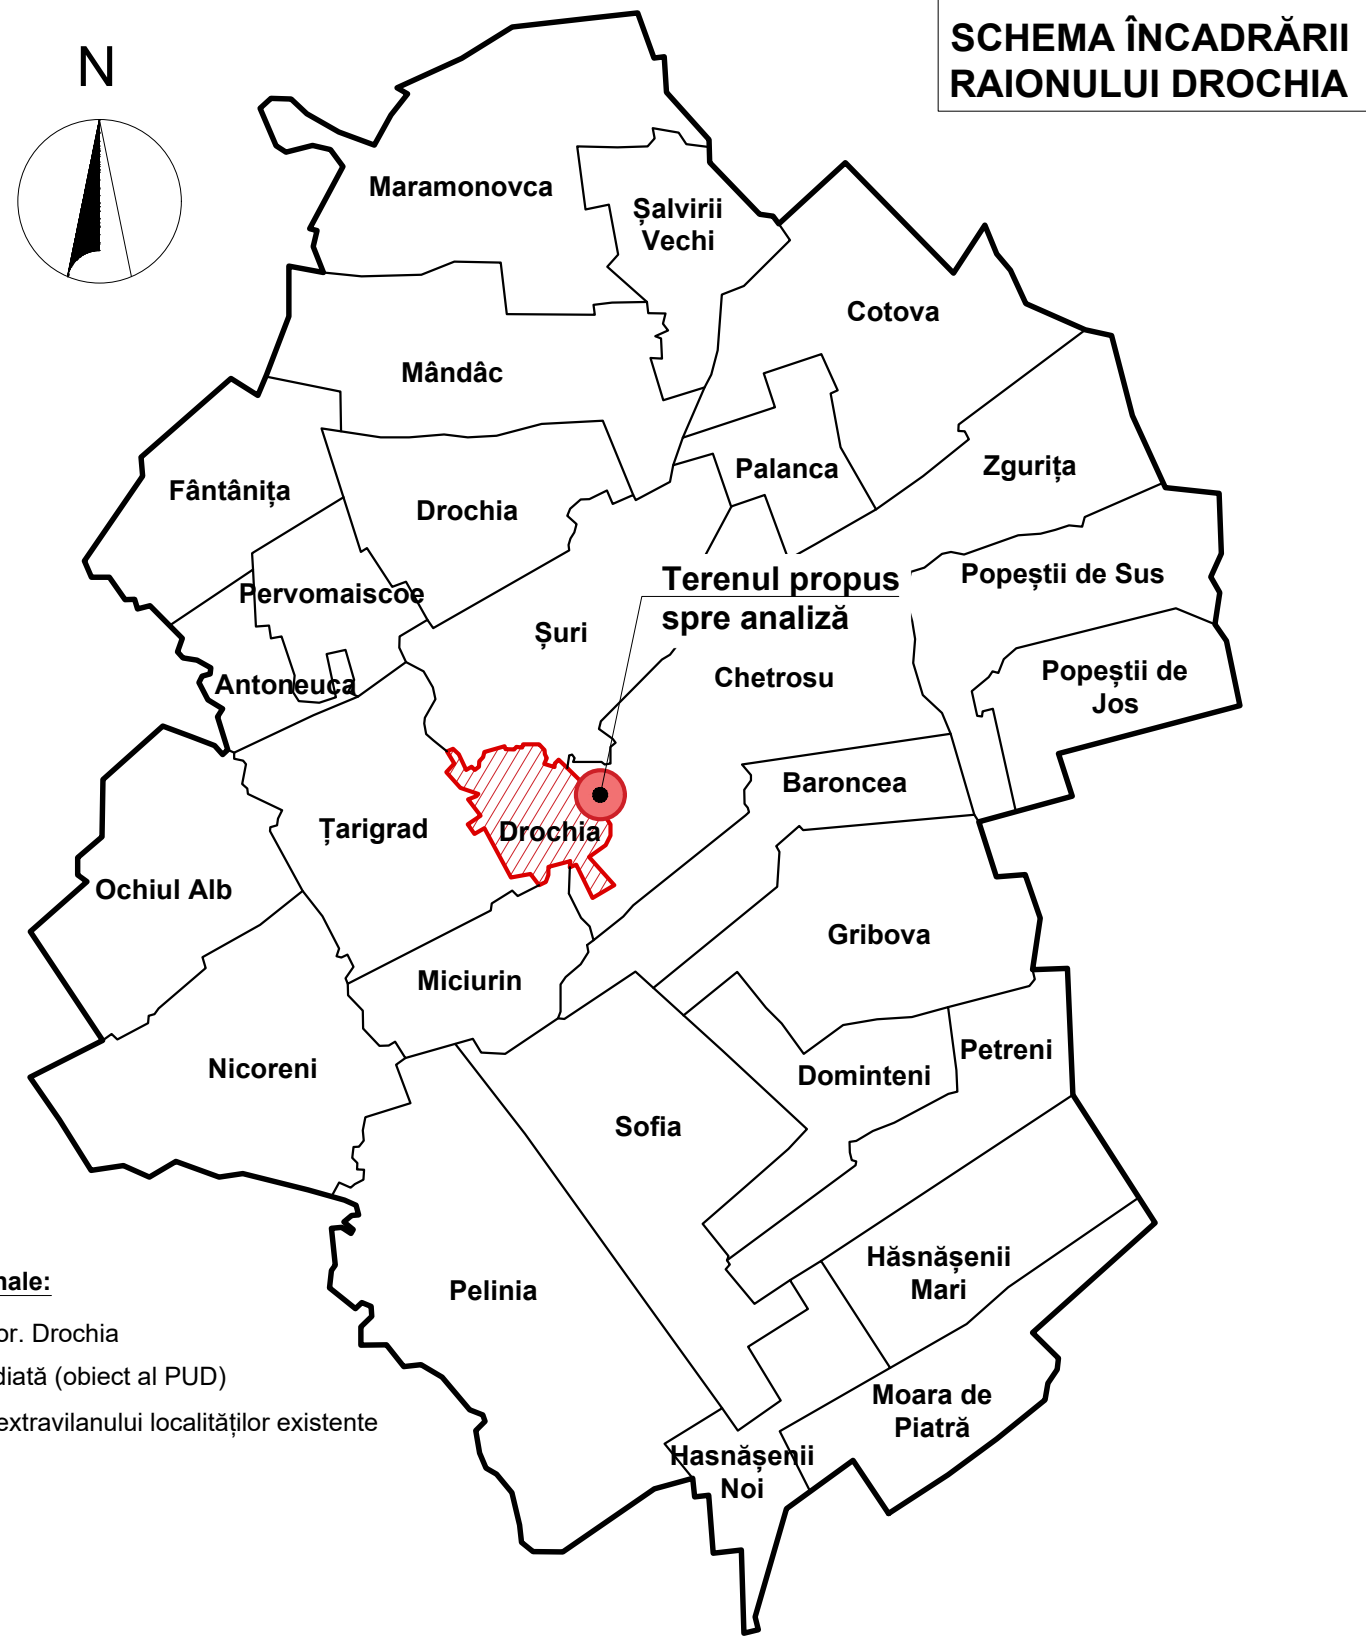 SCHEMA ÎNCADRĂRII
RAIONULUI DROCHIA
N
Maramonovca
Șalvirii
Vechi
Cotova
Mândâc
Palanca
Zgurița
Fântânița
Drochia
Pervomaiscoe
Terenul propus
spre analiză
Popeștii de Sus
Șuri
Chetrosu
Popeștii de
Jos
Antoneuca
Baroncea
Țarigrad
Drochia
Ochiul Alb
Gribova
Miciurin
Nicoreni
Petreni
Dominteni
Sofia
Hăsnășenii
Mari
Pelinia
Moara de
Piatră
Hasnășenii
Noi
nale:
or. Drochia
diată (obiect al PUD)
extravilanului localităților existente